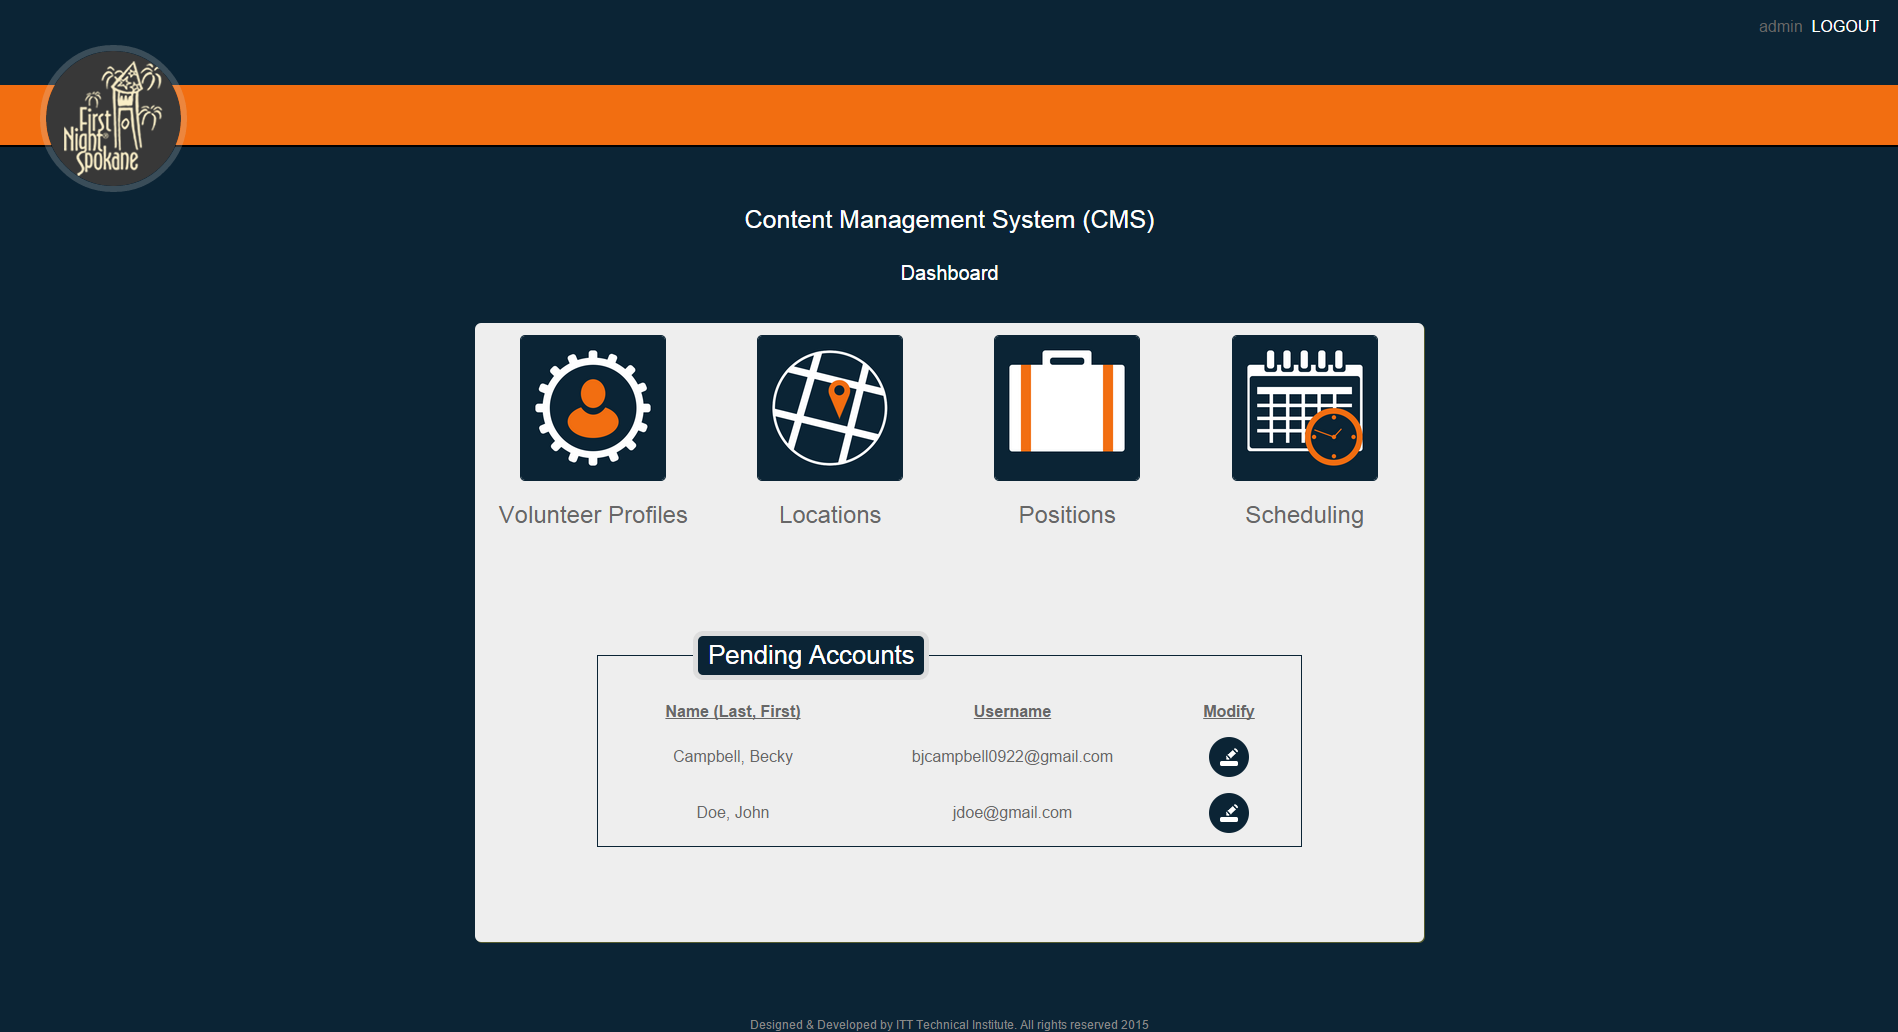 admin LOGOUT
First
Night®
Spokane
Content Management System (CMS)
Dashboard
Volunteer Profiles
Locations
Positions
Scheduling
Pending Accounts
Name (Last, First) Username Modify
Campbell, Becky bjcampbell0922@gmail.com
Doe, John jdoe@gmail.com
Designed & Developed by ITT Technical Institute. All rights reserved 2015